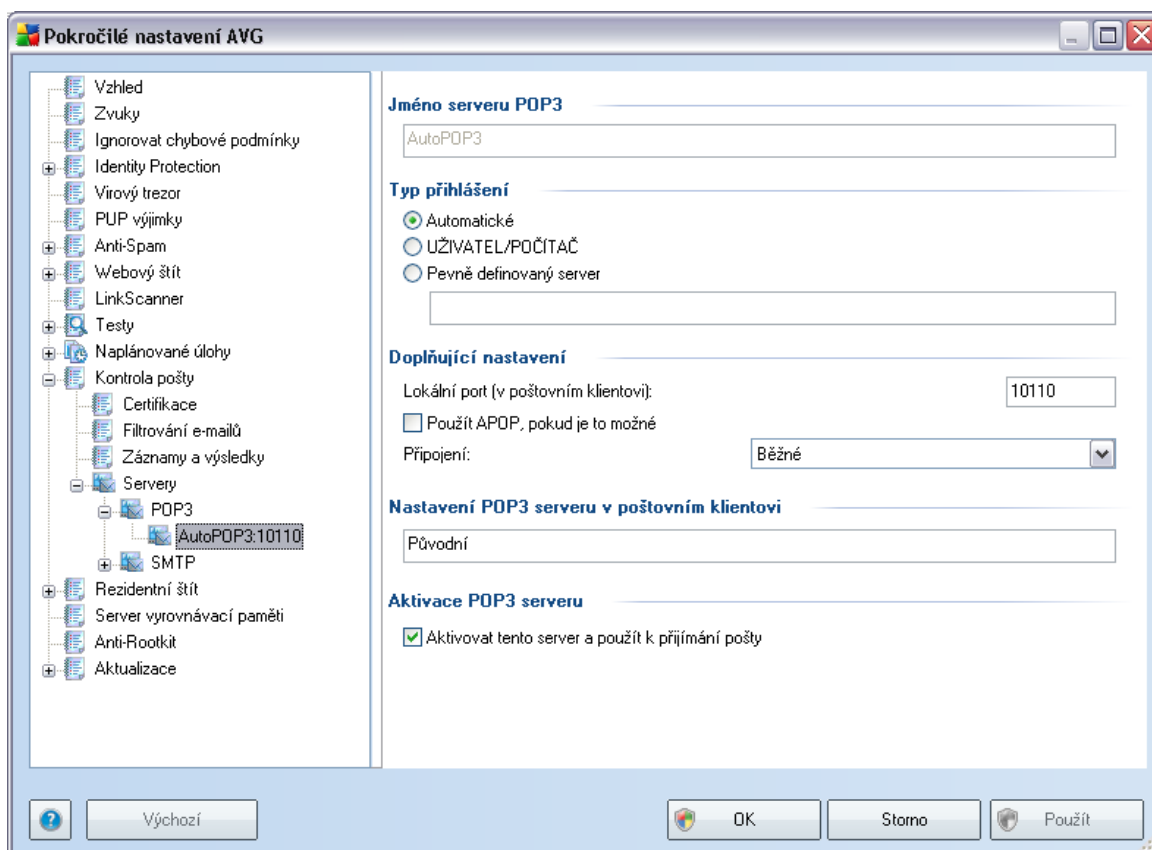 Pokročilé nastavení AVG
Vzhled
Zvuky
Ignorovat chybové podmínky
Identity Protection
Virový trezor
PUP výjimky
Anti-Spam
Webový štít
LinkScanner
Testy
Naplánované úlohy
Kontrola pošty
Certifikace
Filtrování e-mailů
Záznamy a výsledky
Servery
POP3
AutoPOP3:10110
SMTP
Rezidentní štít
Server vyrovnávací paměti
Anti-Rootkit
Aktualizace
Jméno serveru POP3
AutoPOP3
Typ přihlášení
Automatické
UŽIVATEL/POČÍTAČ
Pevně definovaný server
Doplňující nastavení
Lokální port (v poštovním klientovi): 10110
Použít APOP, pokud je to možné
Připojení: Běžné
Nastavení POP3 serveru v poštovním klientovi
Původní
Aktivace POP3 serveru
Aktivovat tento server a použít k přijímání pošty
Výchozí OK Storno Použít